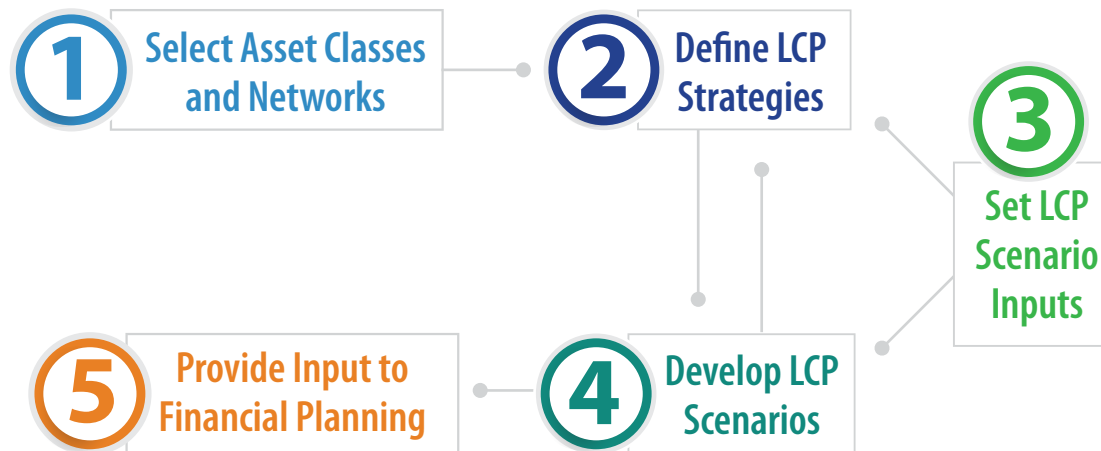 1
Select Asset Classes
and Networks
2
Define LCP
Strategies
3
Set LCP
Scenario
Inputs
4
Develop LCP
Scenarios
5
Provide Input to
Financial Planning